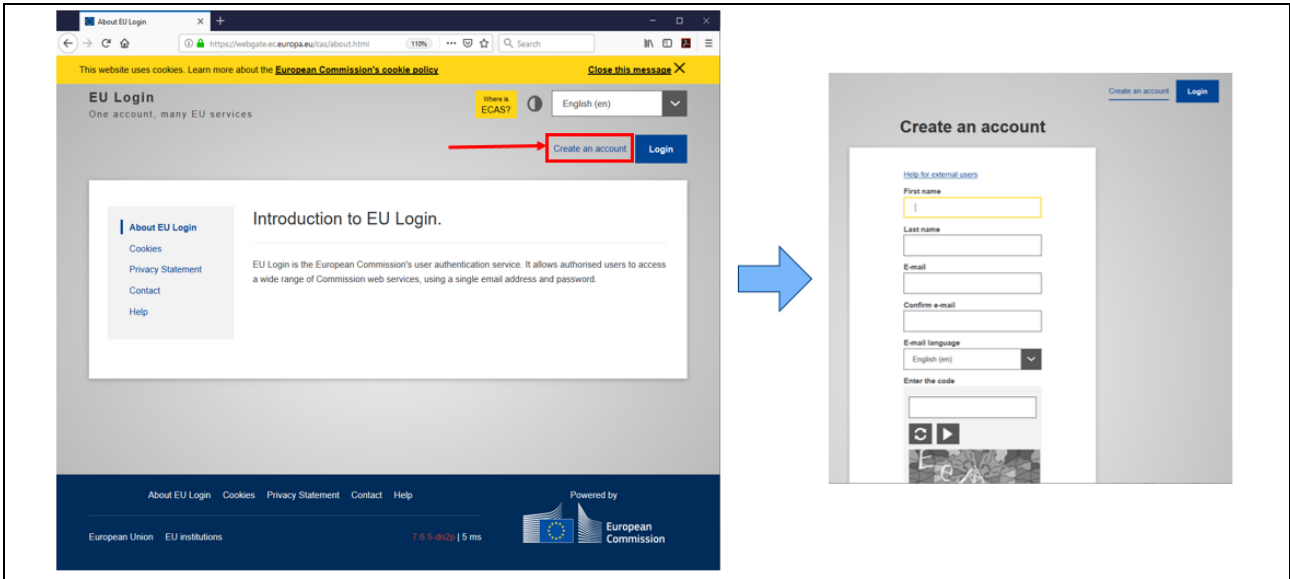 About EU Login
https://webgate.ec.europa.eu/cas/about.html
110%
Search
This website uses cookies. Learn more about the European Commission's cookie policy
Close this message
EU Login
One account, many EU services
Where is
ECAS?
English (en)
Create an account
Login
About EU Login
Cookies
Privacy Statement
Contact
Help
Introduction to EU Login.
EU Login is the European Commission's user authentication service. It allows authorised users to access
a wide range of Commission web services, using a single email address and password.
About EU Login Cookies Privacy Statement Contact Help
Powered by
European
Commission
European Union EU institutions
7.6.5-dn2p | 5 ms
Create an account
Login
Create an account
Help for external users
First name
Last name
E-mail
Confirm e-mail
E-mail language
English (en)
Enter the code